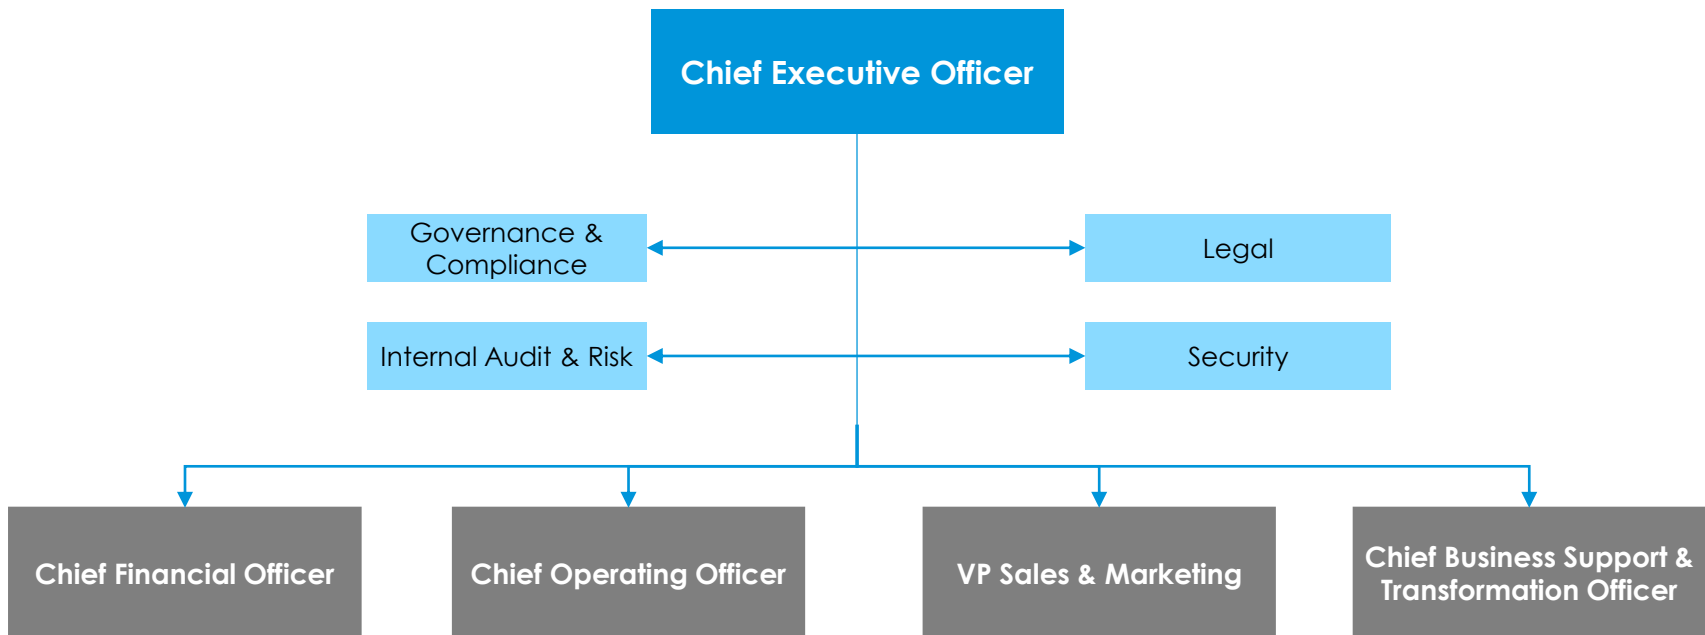 Chief Executive Officer
Governance &
Compliance
Legal
Internal Audit & Risk
Security
Chief Financial Officer
Chief Operating Officer
VP Sales & Marketing
Chief Business Support &
Transformation Officer